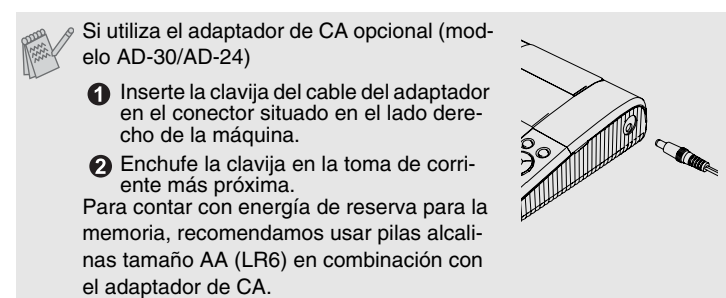 Si utiliza el adaptador de CA opcional (mod-
elo AD-30/AD-24)
❶ Inserte la clavija del cable del adaptador
en el conector situado en el lado dere-
cho de la máquina.
❷ Enchufe la clavija en la toma de corri-
ente más próxima.
Para contar con energía de reserva para la
memoria, recomendamos usar pilas alcali-
nas tamaño AA (LR6) en combinación con
el adaptador de CA.